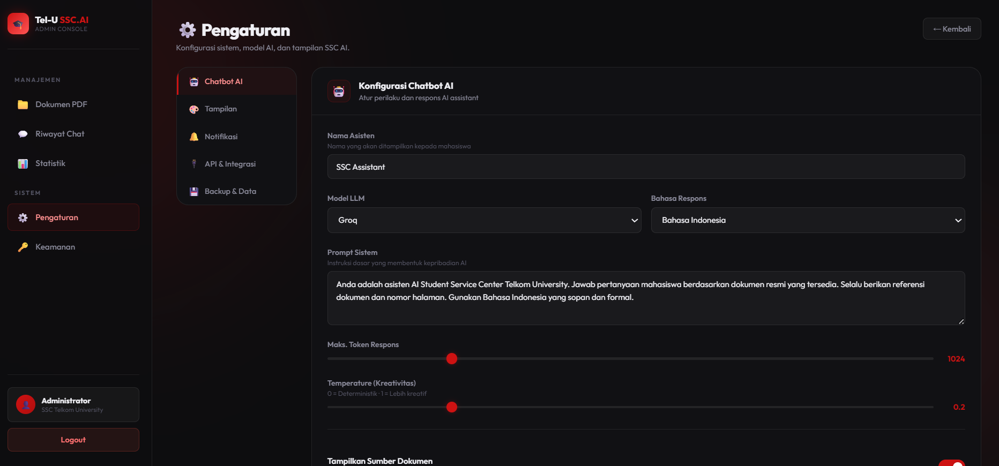 Tel-U SSC.AI
ADMIN CONSOLE
MANAJEMEN
Dokumen PDF
Riwayat Chat
Statistik
SISTEM
Pengaturan
Keamanan
Administrator
SSC Telkom University
Logout
Pengaturan
Konfigurasi sistem, model AI, dan tampilan SSC AI.
← Kembali
Chatbot AI
Tampilan
Notifikasi
API & Integrasi
Backup & Data
Konfigurasi Chatbot AI
Atur perilaku dan respons AI assistant
Nama Asisten
Nama yang akan ditampilkan kepada mahasiswa
SSC Assistant
Model LLM
Groq
Bahasa Respons
Bahasa Indonesia
Prompt Sistem
Instruksi dasar yang membentuk kepribadian AI
Anda adalah asisten AI Student Service Center Telkom University. Jawab pertanyaan mahasiswa berdasarkan dokumen resmi yang tersedia. Selalu berikan referensi
dokumen dan nomor halaman. Gunakan Bahasa Indonesia yang sopan dan formal.
Maks. Token Respons
1024
Temperature (Kreativitas)
0 = Deterministik · 1 = Lebih kreatif
0.2
Tampilkan Sumber Dokumen